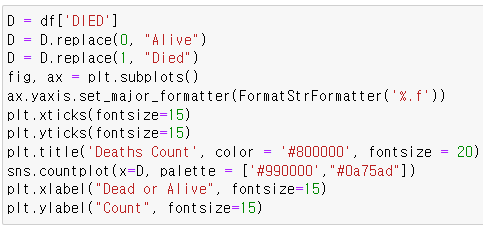 D = df['DIED']
D = D.replace(0, "Alive")
D = D.replace(1, "Died")
fig, ax = plt.subplots()
ax.yaxis.set_major_formatter(FormatStrFormatter('%.f'))
plt.xticks(fontsize=15)
plt.yticks(fontsize=15)
plt.title('Deaths Count', color = '#800000', fontsize = 20)
sns.countplot(x=D, palette = ['#990000',"#0a75ad"])
plt.xlabel("Dead or Alive", fontsize=15)
plt.ylabel("Count", fontsize=15)